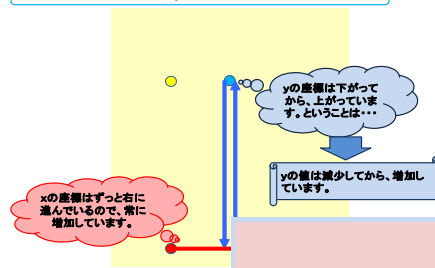 yの座標は下がって
から、上がっていま
す。ということは・・・
yの値は減少してから、増加し
ています。
xの座標はずっと右に
進んでいるので、常に
増加しています。